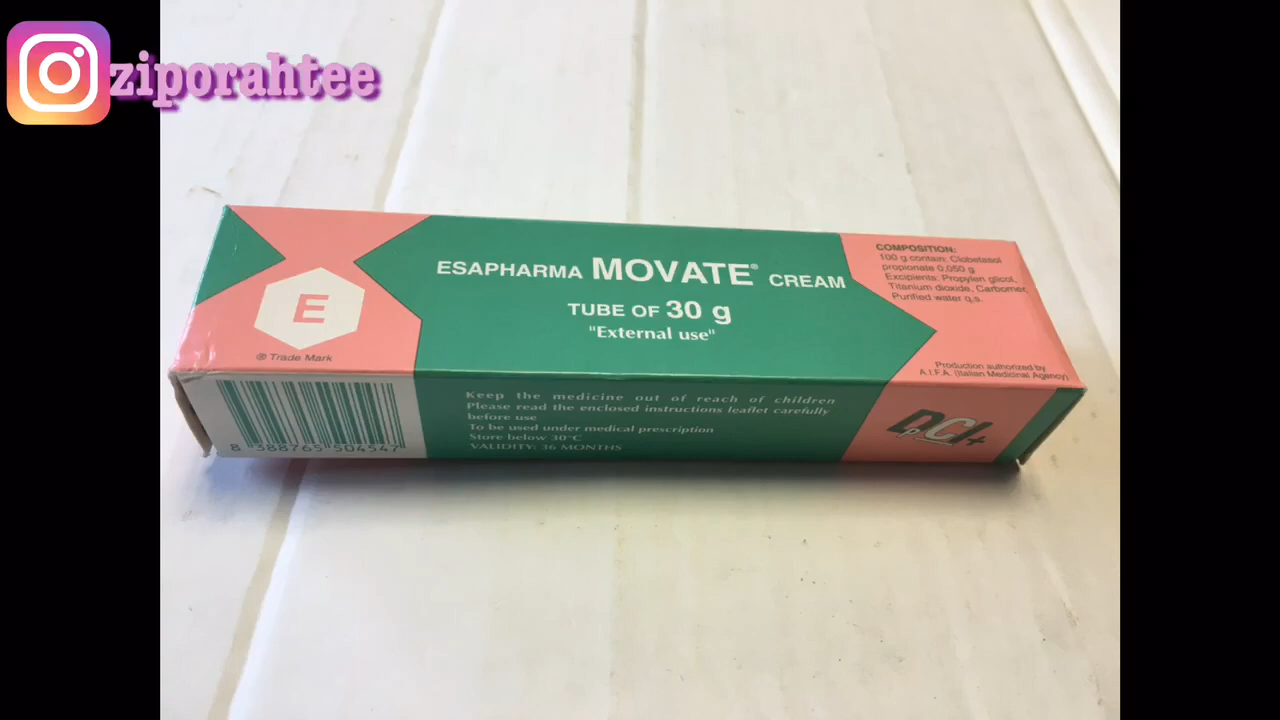 ziporahtee
ESAPHARMA MOVATE® CREAM
TUBE OF 30 g
"External use"
E
® Trade Mark
COMPOSITION:
100 g contain: Clobetasol
propionate 0,050 g
Excipients: Propylen glicol,
Titanium dioxide, Carbomer,
Purified water q.s.
Production authorized by
A.I.F.A. (Italian Medicinal Agency)
8 388765 504547
Keep the medicine out of reach of children
Please read the enclosed instructions leaflet carefully
before use
To be used under medical prescription
Store below 30°C
VALIDITY: 36 MONTHS